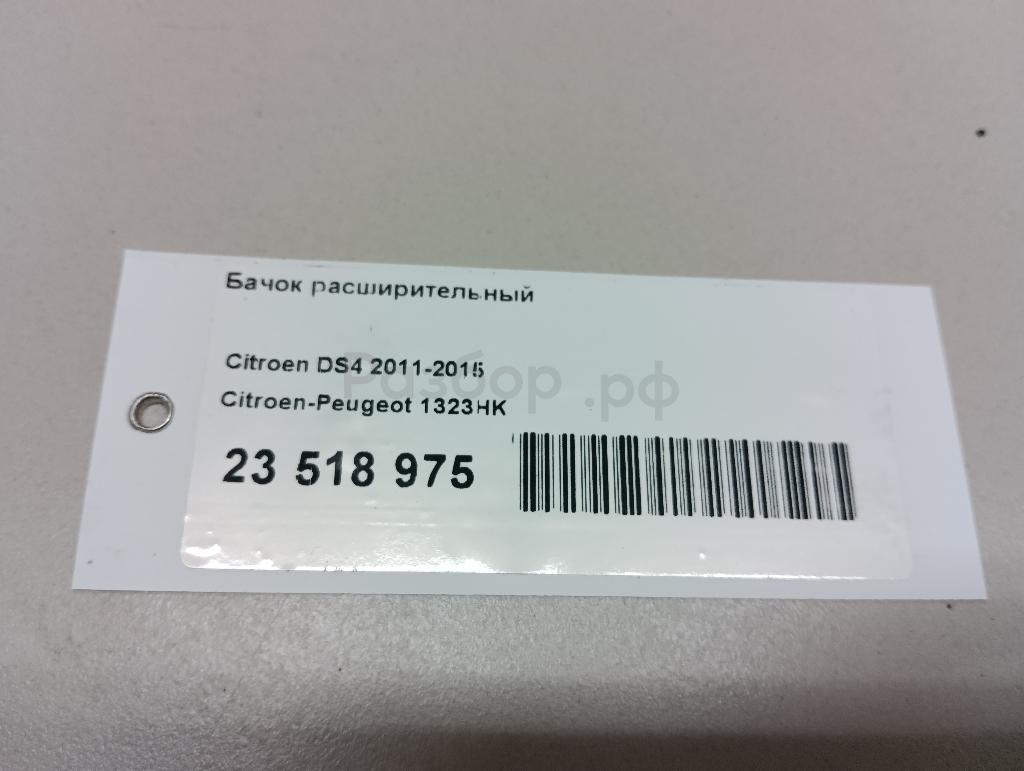 Бачок расширительный
Citroen DS4 2011-2015
Разбор.рф
Citroen-Peugeot 1323HK
23 518 975